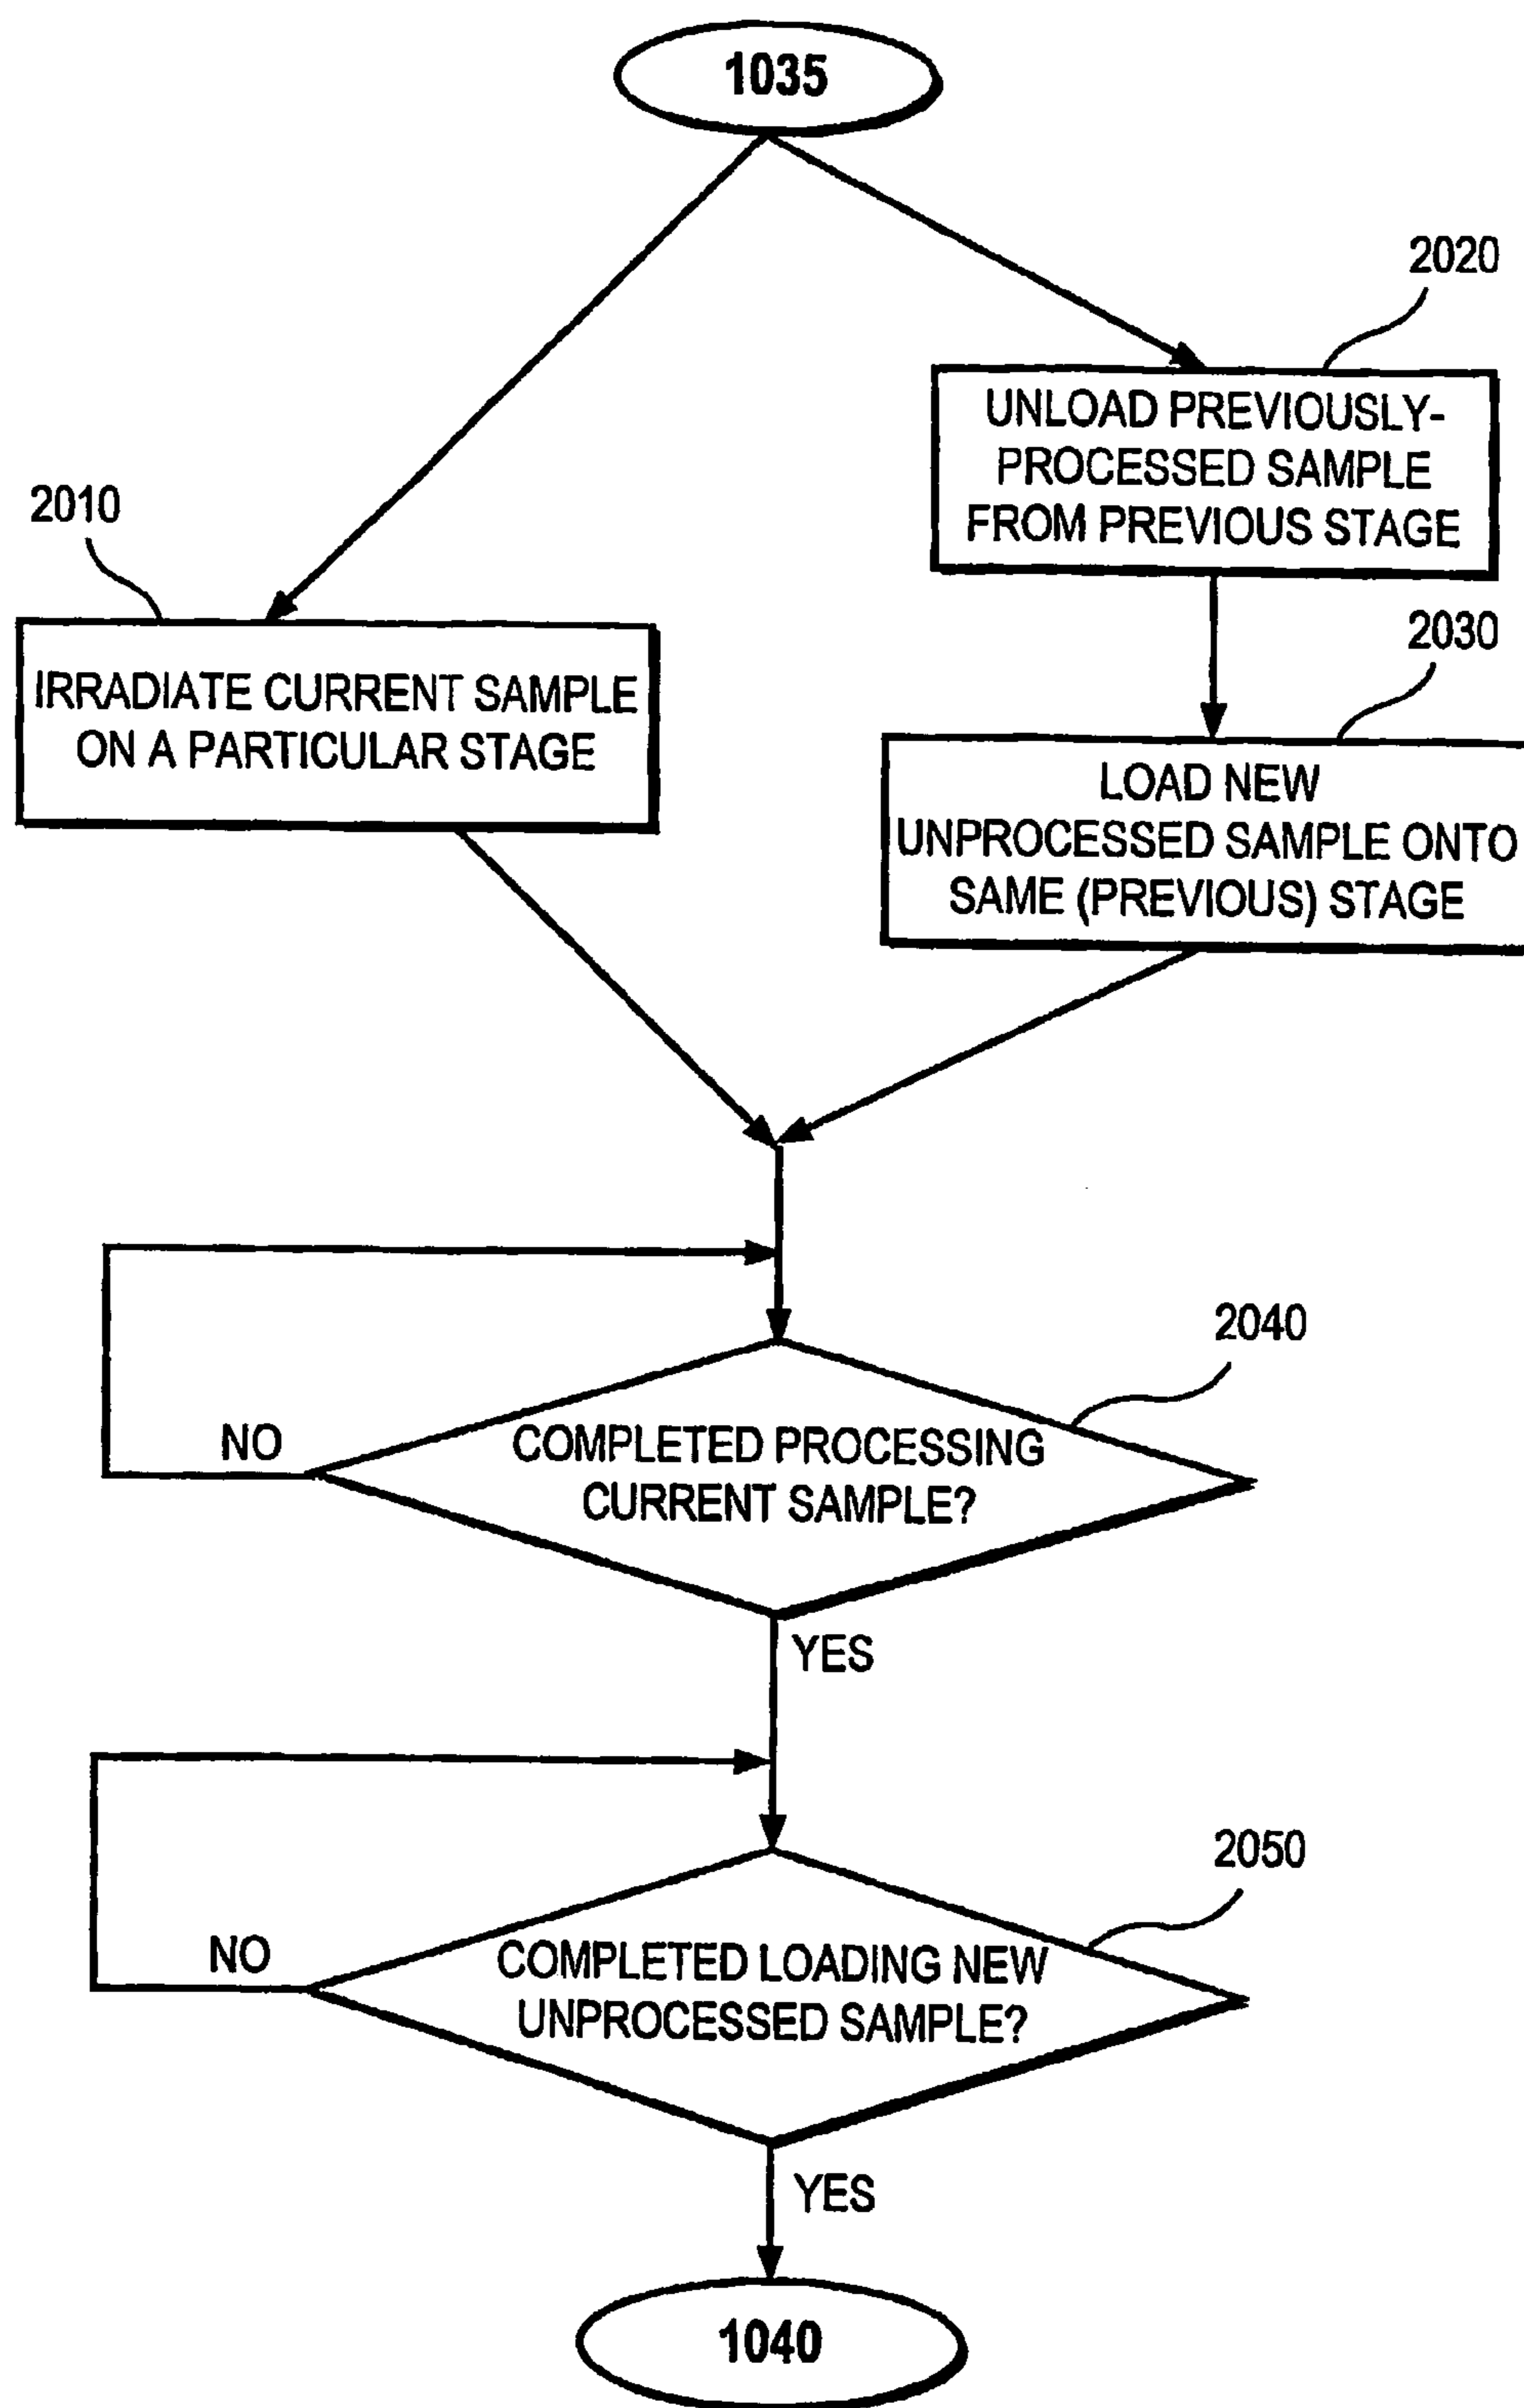 1035
2020
UNLOAD PREVIOUSLY-
PROCESSED SAMPLE
FROM PREVIOUS STAGE
2010
IRRADIATE CURRENT SAMPLE
ON A PARTICULAR STAGE
2030
LOAD NEW
UNPROCESSED SAMPLE ONTO
SAME (PREVIOUS) STAGE
2040
NO
COMPLETED PROCESSING
CURRENT SAMPLE?
YES
2050
NO
COMPLETED LOADING NEW
UNPROCESSED SAMPLE?
YES
1040